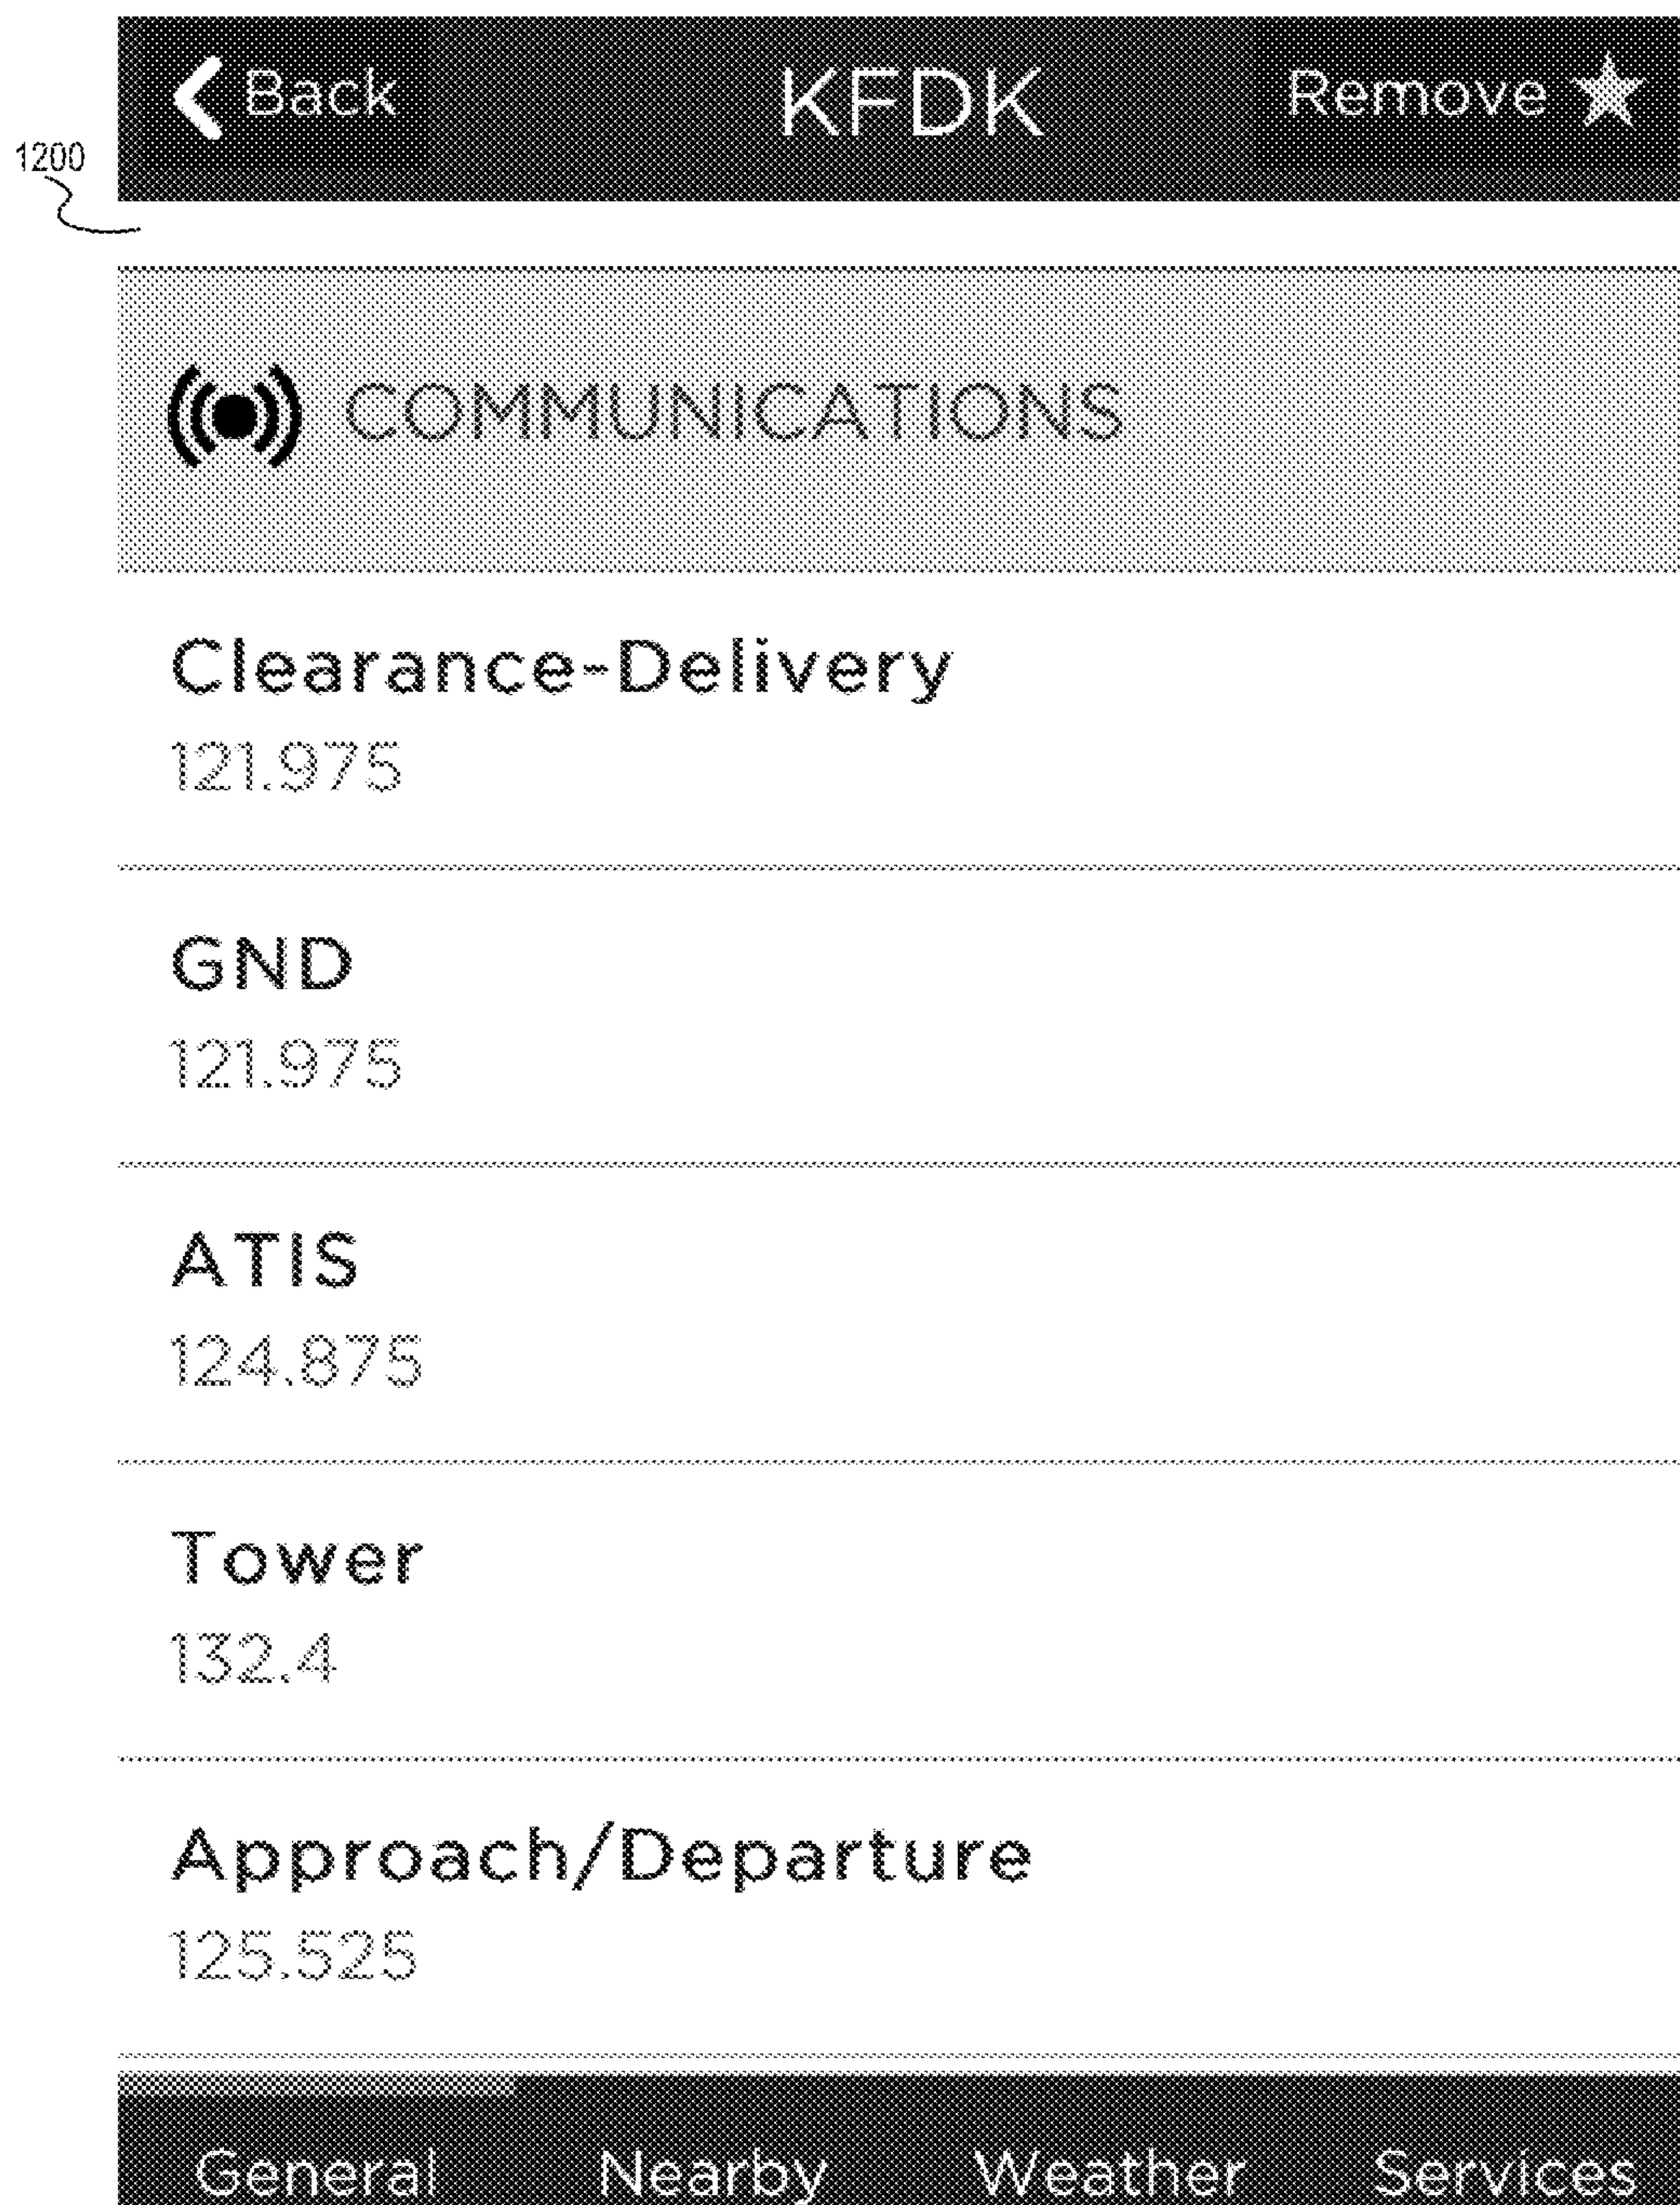 Back KFDK Remove
1200
COMMUNICATIONS
Clearance-Delivery
121.975
GND
121.975
ATIS
124.875
Tower
132.4
Approach/Departure
125.525
General Nearby Weather Services